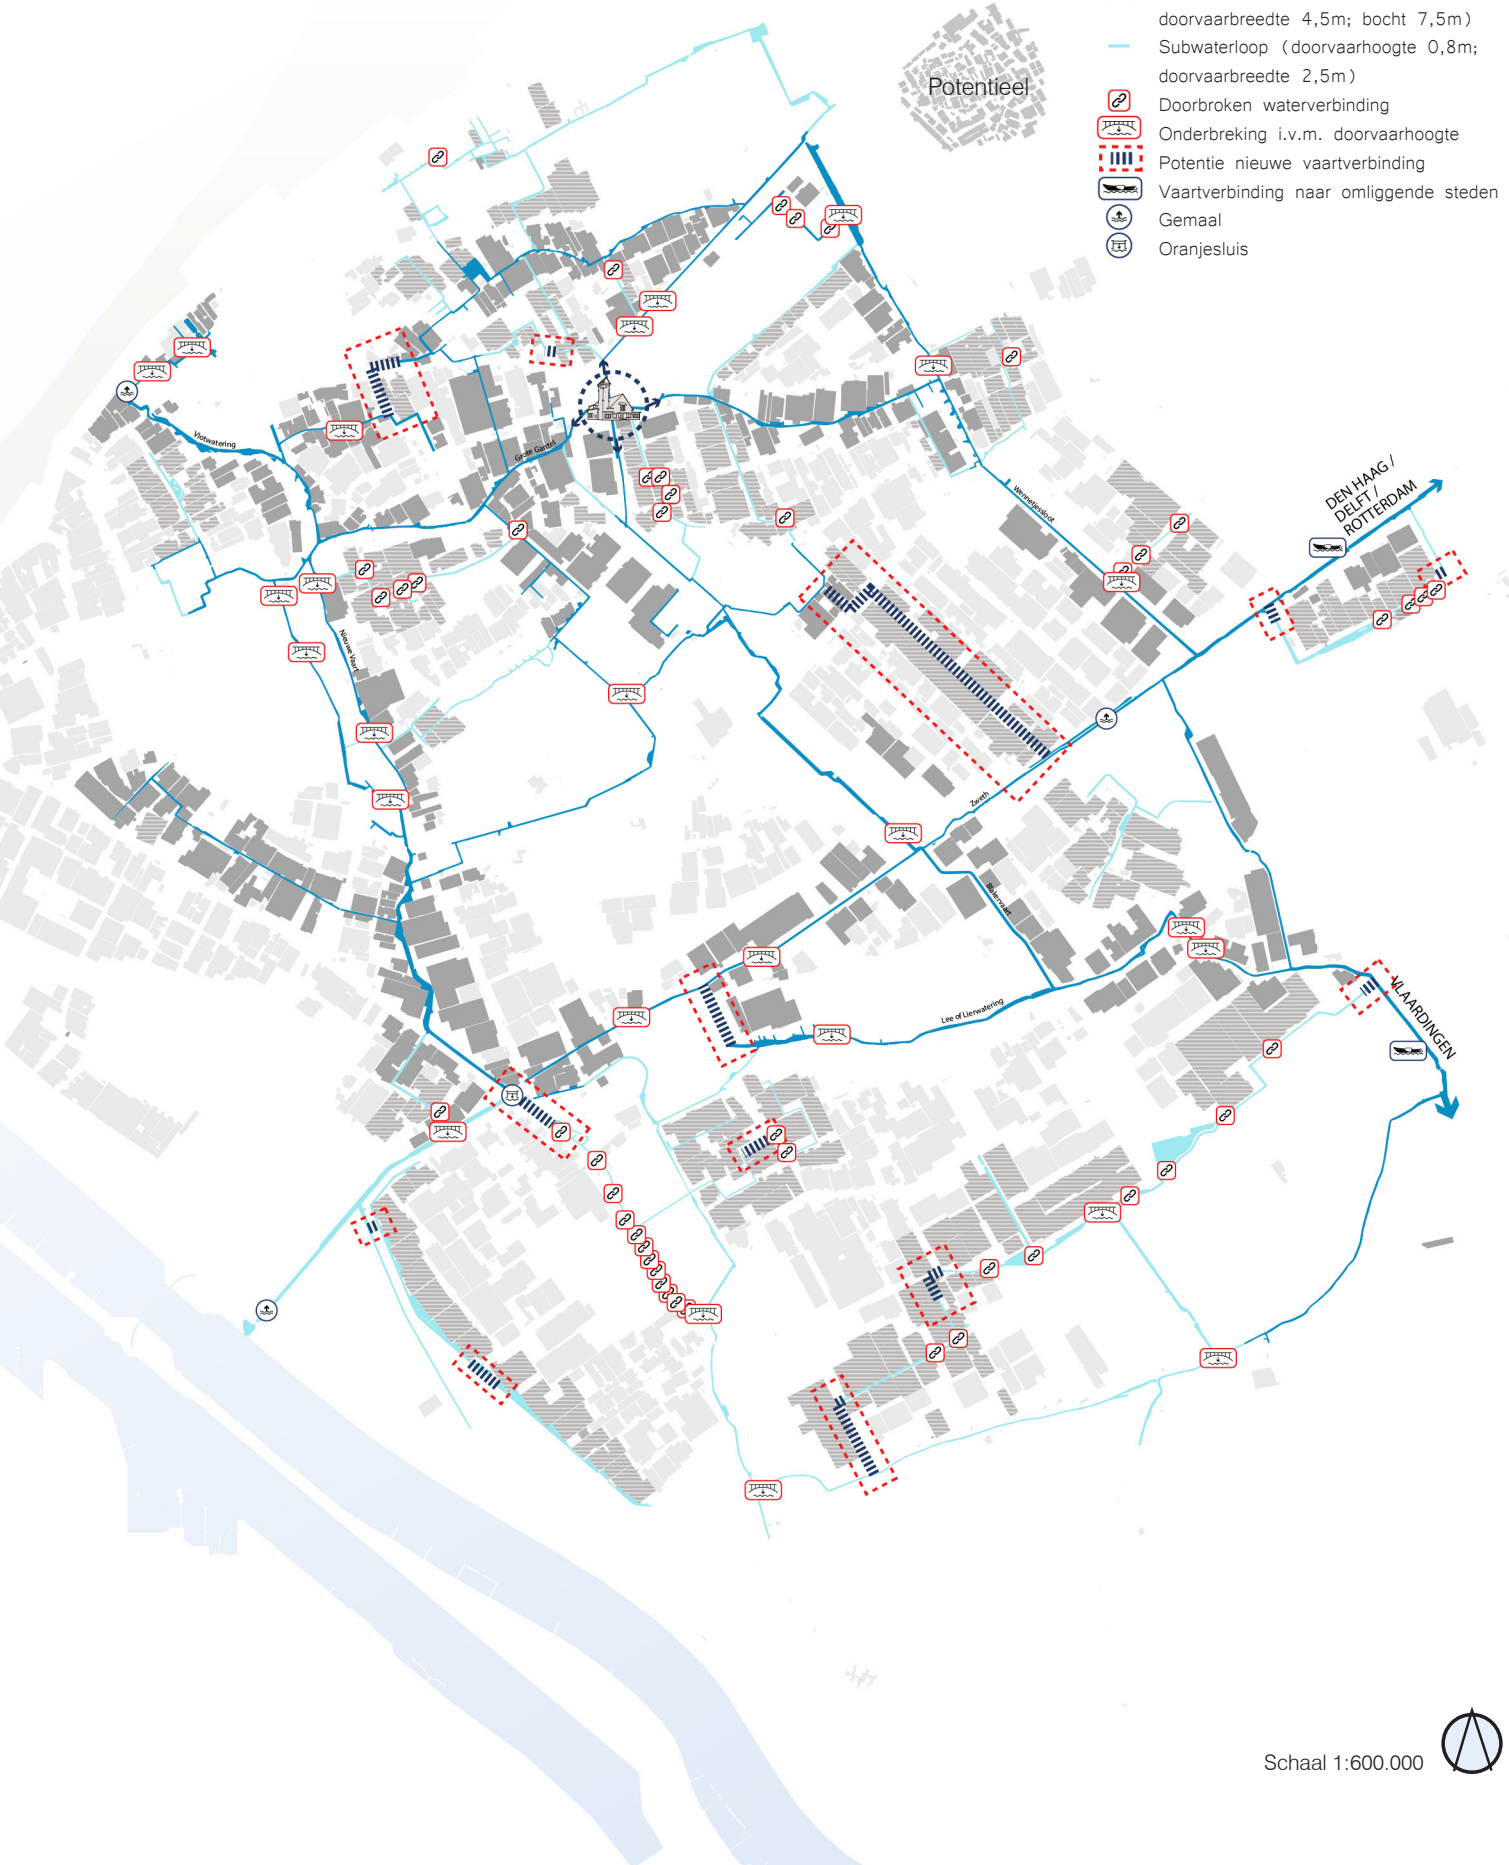 doorvaarbreedte 4,5m; bocht 7,5m)
Subwaterloop (doorvaarhoogte 0,8m;
doorvaarbreedte 2,5m)
Doorbroken waterverbinding
Onderbreking i.v.m. doorvaarhoogte
Potentie nieuwe vaartverbinding
Vaartverbinding naar omliggende steden
Gemaal
Oranjesluis
Potentieel
Vlotwatering
Grote Gantel
Wennetjessloot
DEN HAAG /
DELFT /
ROTTERDAM
Nieuwe Vaart
Zweth
Blakervaart
Lee of Lierwatering
VLAARDINGEN
Schaal 1:600.000